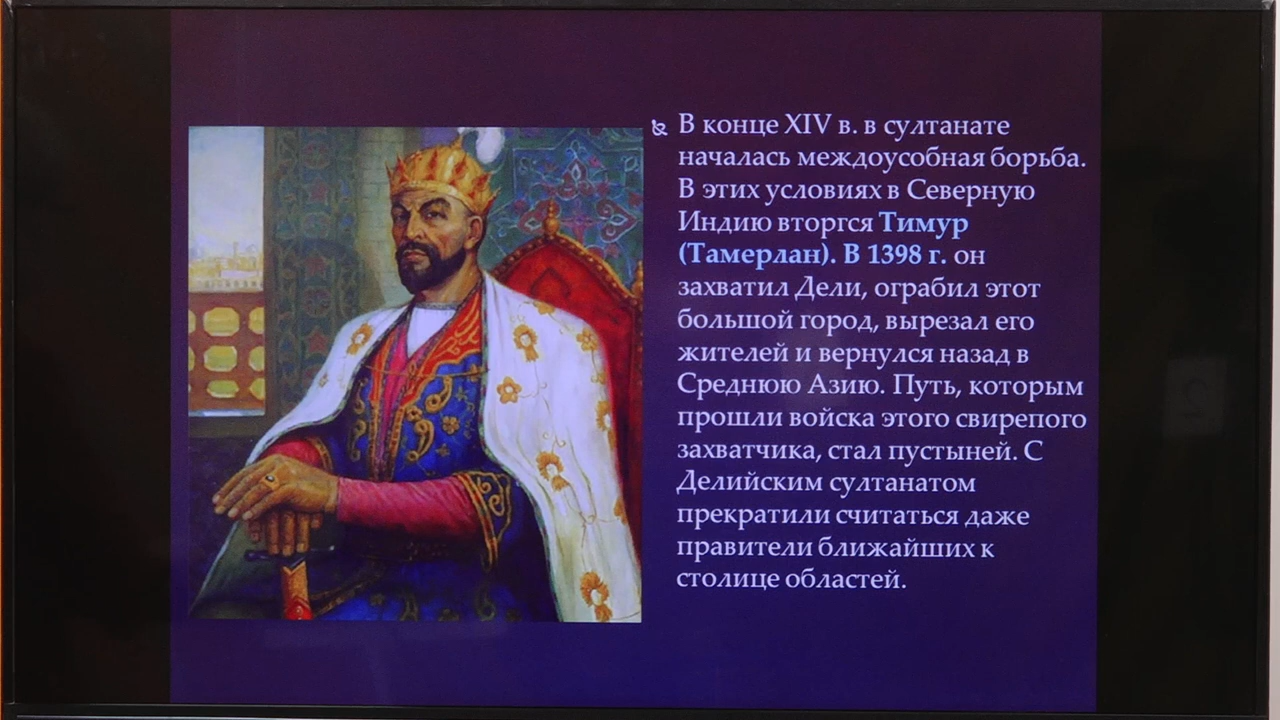 В конце XIV в. в султанате
началась междоусобная борьба.
В этих условиях в Северную
Индию вторгся Тимур
(Тамерлан). В 1398 г. он
захватил Дели, ограбил этот
большой город, вырезал его
жителей и вернулся назад в
Среднюю Азию. Путь, которым
прошли войска этого свирепого
захватчика, стал пустыней. С
Делийским султанатом
прекратили считаться даже
правители ближайших к
столице областей.